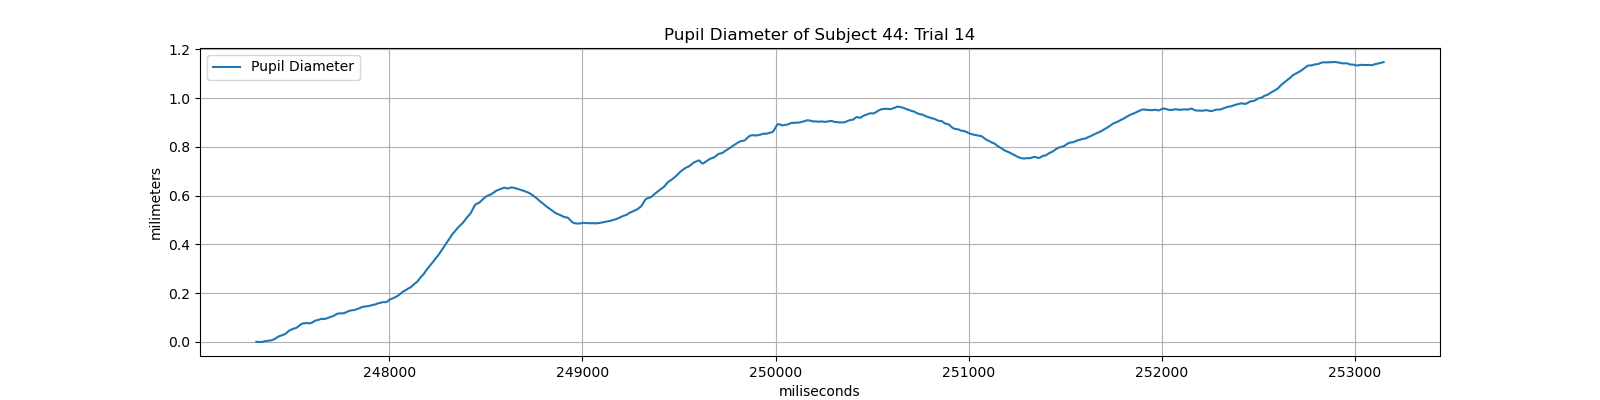 Pupil Diameter of Subject 44: Trial 14
Pupil Diameter
milimeters
1.2
1.0
0.8
0.6
0.4
0.2
0.0
248000 249000 250000 251000 252000 253000
miliseconds